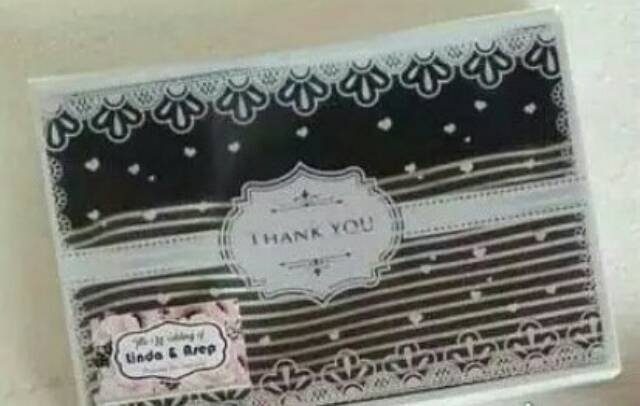 THANK YOU
The Wedding of
Linda & Asep